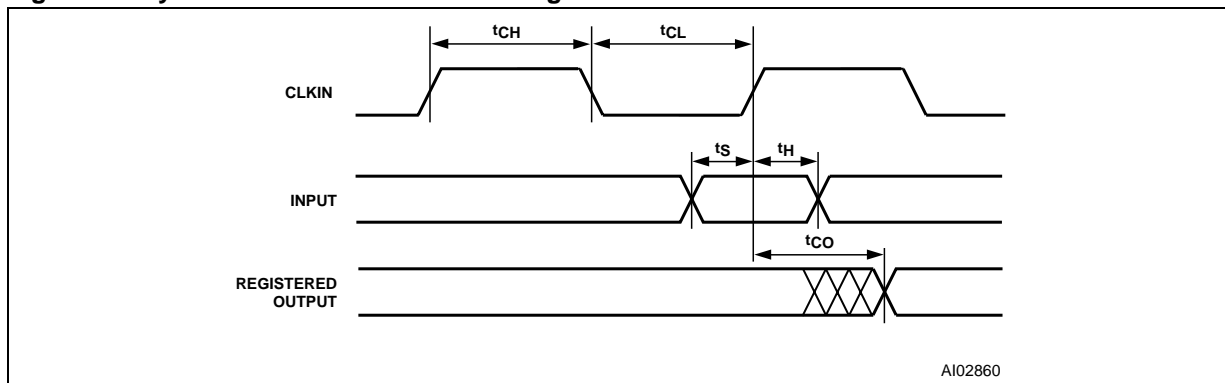 tCH
tCL
CLKIN
tS
tH
INPUT
tCO
REGISTERED
OUTPUT
AI02860